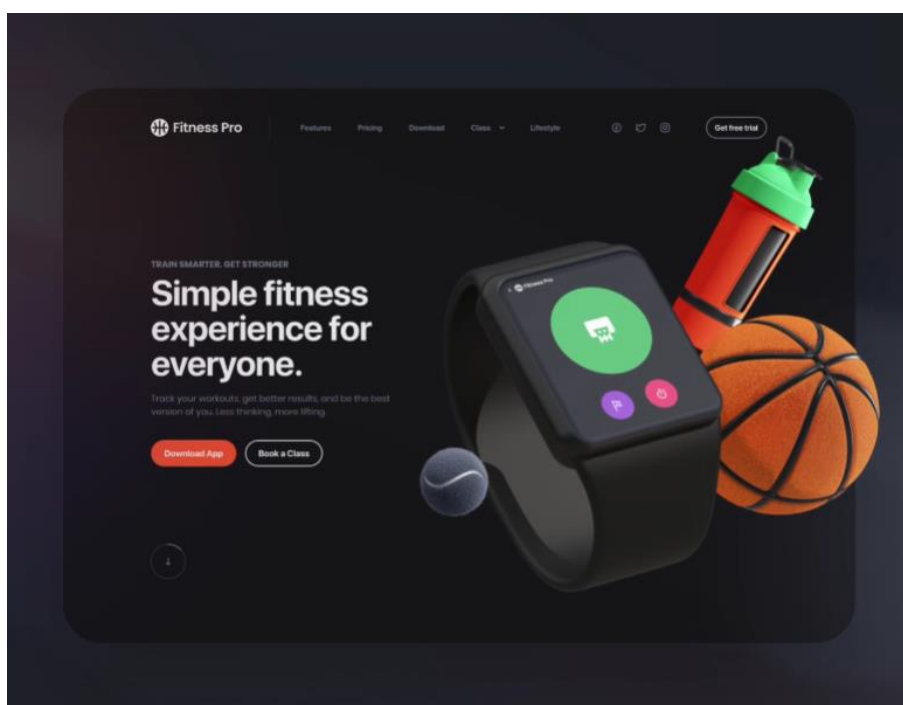 Fitness Pro
Features Pricing Download Class Lifestyle
Get free trial
TRAIN SMARTER. GET STRONGER
Simple fitness
experience for
everyone.
Track your workouts, get better results, and be the best
version of you. Less thinking, more lifting.
Download App Book a Class
Fitness Pro